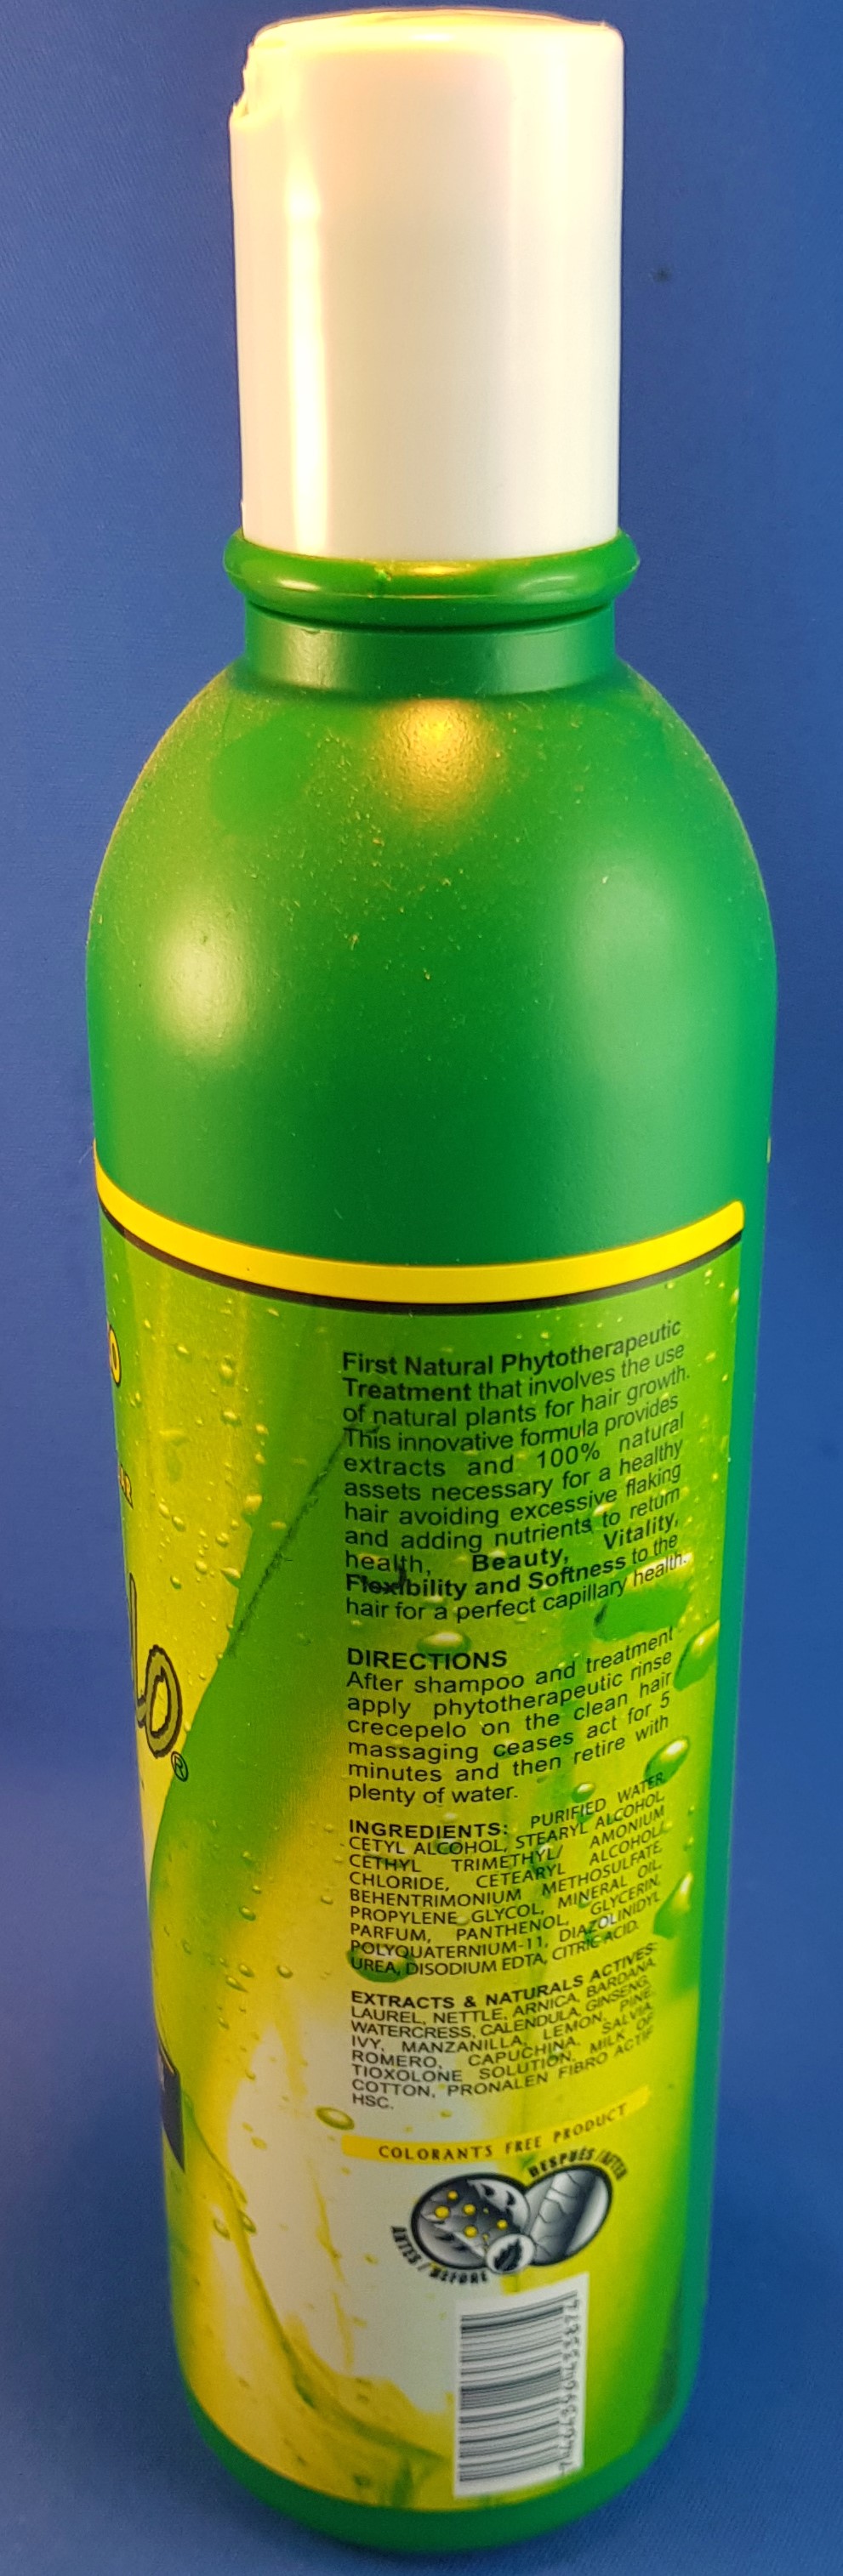 lo®
First Natural Phytotherapeutic
Treatment that involves the use
of natural plants for hair growth.
This innovative formula provides
extracts and 100% natural
assets necessary for a healthy
hair avoiding excessive flaking
and adding nutrients to return
health, Beauty, Vitality,
Flexibility and Softness to the
hair for a perfect capillary health.
DIRECTIONS
After shampoo and treatment
apply phytotherapeutic rinse
crecepelo on the clean hair
massaging ceases act for 5
minutes and then retire with
plenty of water.
INGREDIENTS: PURIFIED WATER,
CETYL ALCOHOL, STEARYL ALCOHOL,
CETHYL TRIMETHYL/ AMONIUM
CHLORIDE, CETEARYL ALCOHOL/
BEHENTRIMONIUM METHOSULFATE,
PROPYLENE GLYCOL, MINERAL OIL,
PARFUM, PANTHENOL, GLYCERIN,
POLYQUATERNIUM-11, DIAZOLINIDYL
UREA, DISODIUM EDTA, CITRIC ACID.
EXTRACTS & NATURALS ACTIVES:
LAUREL, NETTLE, ARNICA, BARDANA,
WATERCRESS, CALENDULA, GINSENG,
IVY, MANZANILLA, LEMON, PINE,
ROMERO, CAPUCHINA, SALVIA,
TIOXOLONE SOLUTION, MILK OF
COTTON, PRONALEN FIBRO ACTIF
HSC.
COLORANTS FREE PRODUCT
DESPUÉS / AFTER
ANTES / BEFORE